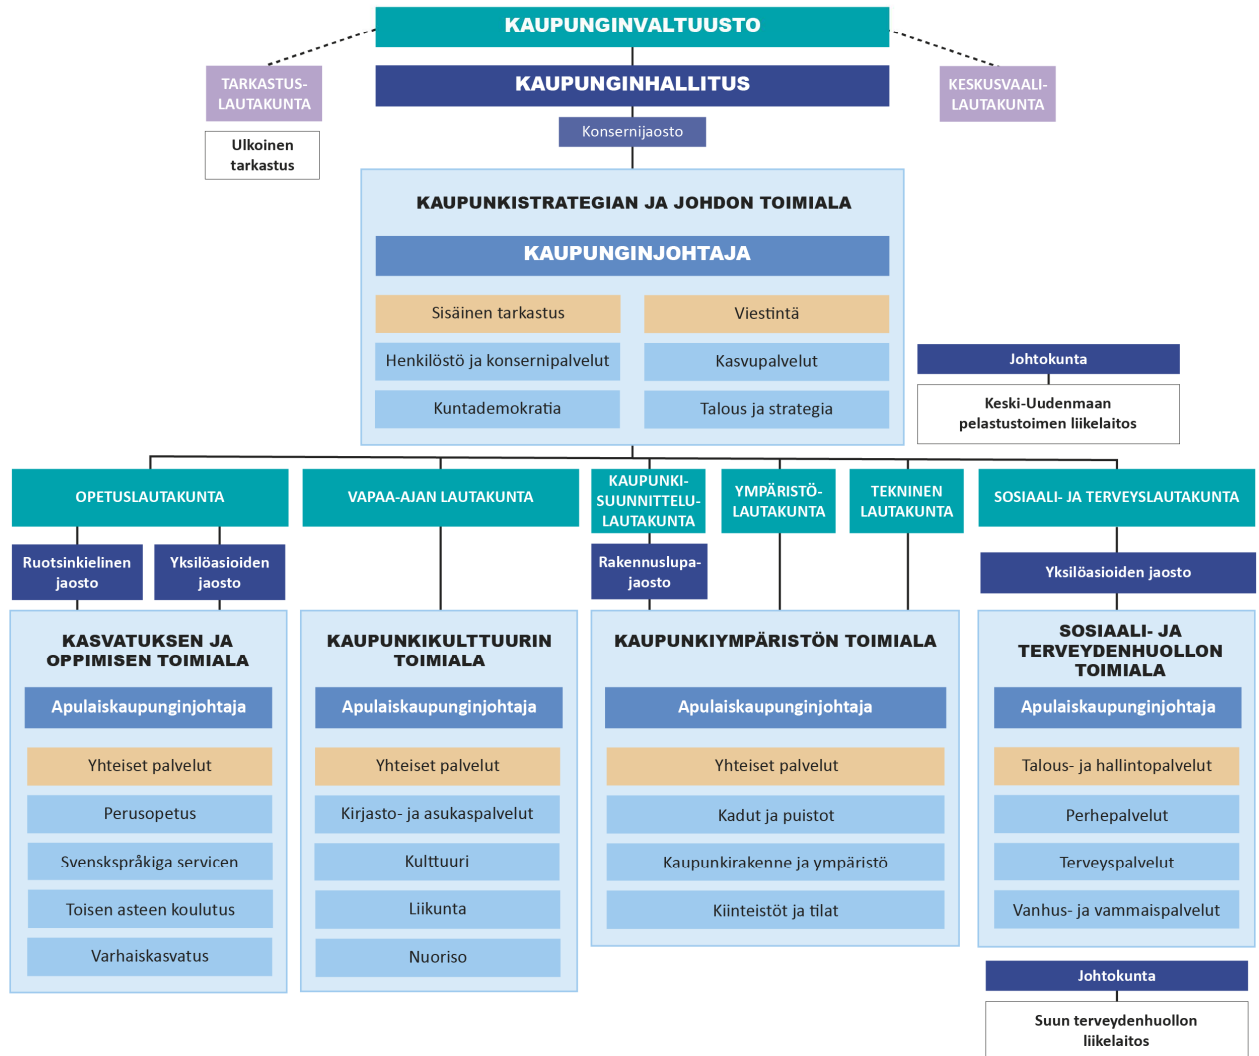 KAUPUNGINVALTUUSTO
TARKASTUS-
LAUTAKUNTA
KAUPUNGINHALLITUS
KESKUSVAALI-
LAUTAKUNTA
Ulkoinen
tarkastus
Konsernijaosto
KAUPUNKISTRATEGIAN JA JOHDON TOIMIALA
KAUPUNGINJOHTAJA
Sisäinen tarkastus
Viestintä
Henkilöstö ja konsernipalvelut
Kasvupalvelut
Kuntademokratia
Talous ja strategia
Johtokunta
Keski-Uudenmaan
pelastustoimen liikelaitos
OPETUSLAUTAKUNTA
VAPAA-AJAN LAUTAKUNTA
KAUPUNKI-
SUUNNITTELU-
LAUTAKUNTA
YMPÄRISTÖ-
LAUTAKUNTA
TEKNINEN
LAUTAKUNTA
SOSIAALI- JA TERVEYSLAUTAKUNTA
Ruotsinkielinen
jaosto
Yksilöasioiden
jaosto
Rakennuslupa-
jaosto
Yksilöasioiden jaosto
KASVATUKSEN JA
OPPIMISEN TOIMIALA
Apulaiskaupunginjohtaja
Yhteiset palvelut
Perusopetus
Svenskspråkiga servicen
Toisen asteen koulutus
Varhaiskasvatus
KAUPUNKIKULTTUURIN
TOIMIALA
Apulaiskaupunginjohtaja
Yhteiset palvelut
Kirjasto- ja asukaspalvelut
Kulttuuri
Liikunta
Nuoriso
KAUPUNKIYMPÄRISTÖN TOIMIALA
Apulaiskaupunginjohtaja
Yhteiset palvelut
Kadut ja puistot
Kaupunkirakenne ja ympäristö
Kiinteistöt ja tilat
SOSIAALI- JA
TERVEYDENHUOLLON
TOIMIALA
Apulaiskaupunginjohtaja
Talous- ja hallintopalvelut
Perhepalvelut
Terveyspalvelut
Vanhus- ja vammaispalvelut
Johtokunta
Suun terveydenhuollon
liikelaitos